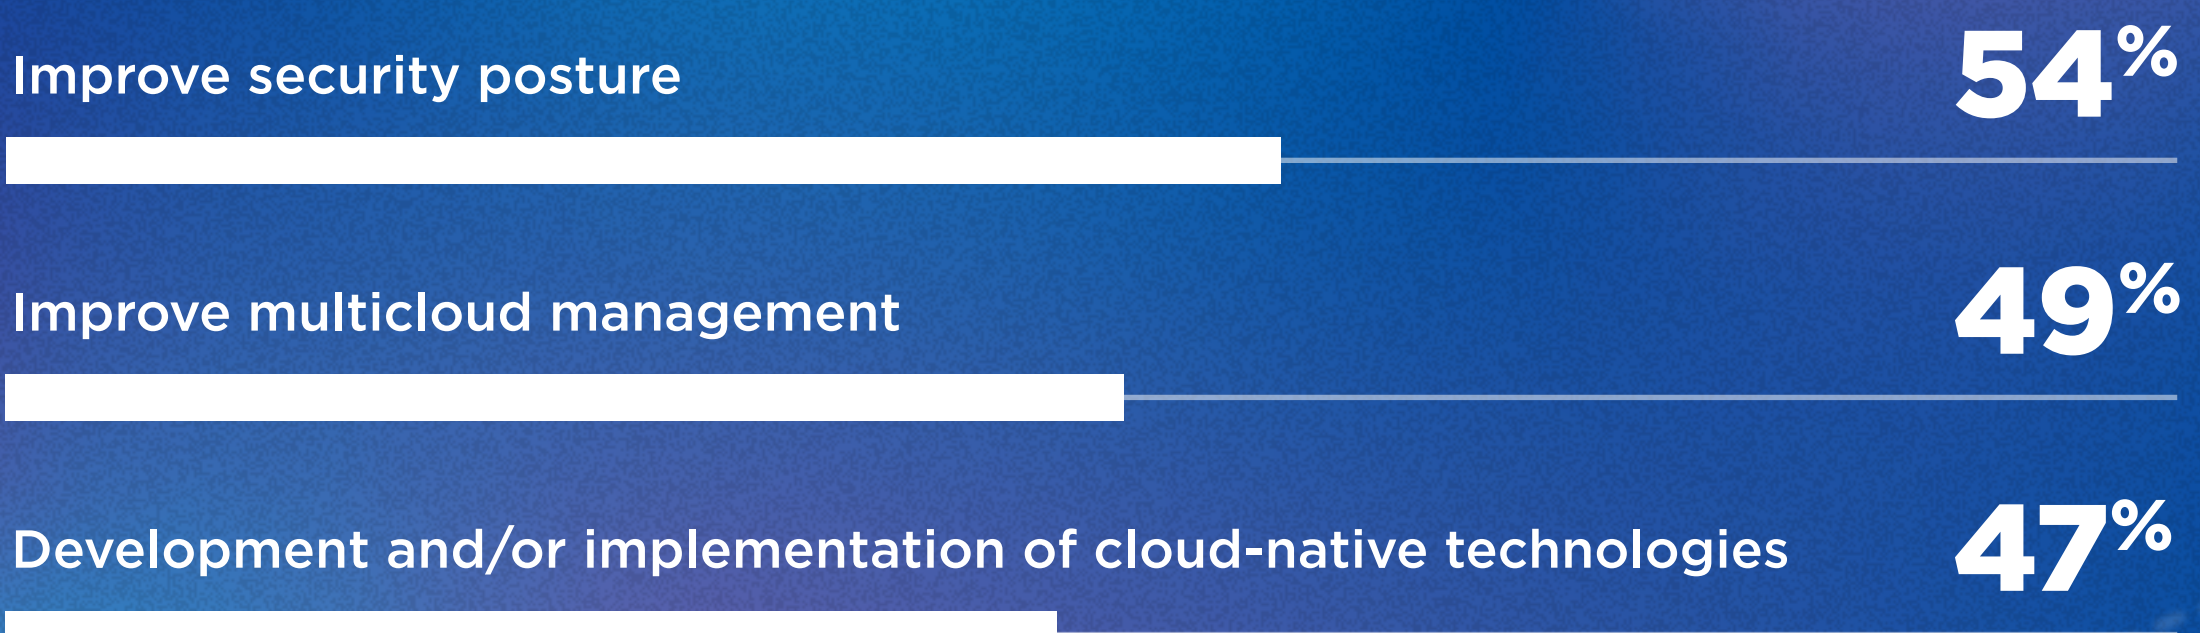 Improve security posture 54%
Improve multicloud management 49%
Development and/or implementation of cloud-native technologies 47%